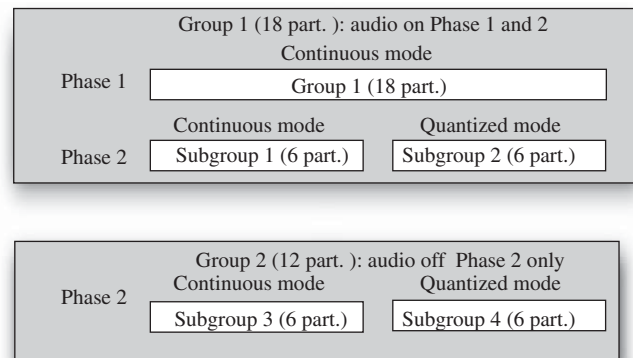 Group 1 (18 part. ): audio on Phase 1 and 2
Continuous mode
Phase 1
Group 1 (18 part.)
Continuous mode Quantized mode
Phase 2 Subgroup 1 (6 part.) Subgroup 2 (6 part.)
Group 2 (12 part. ): audio off Phase 2 only
Continuous mode Quantized mode
Phase 2
Subgroup 3 (6 part.) Subgroup 4 (6 part.)